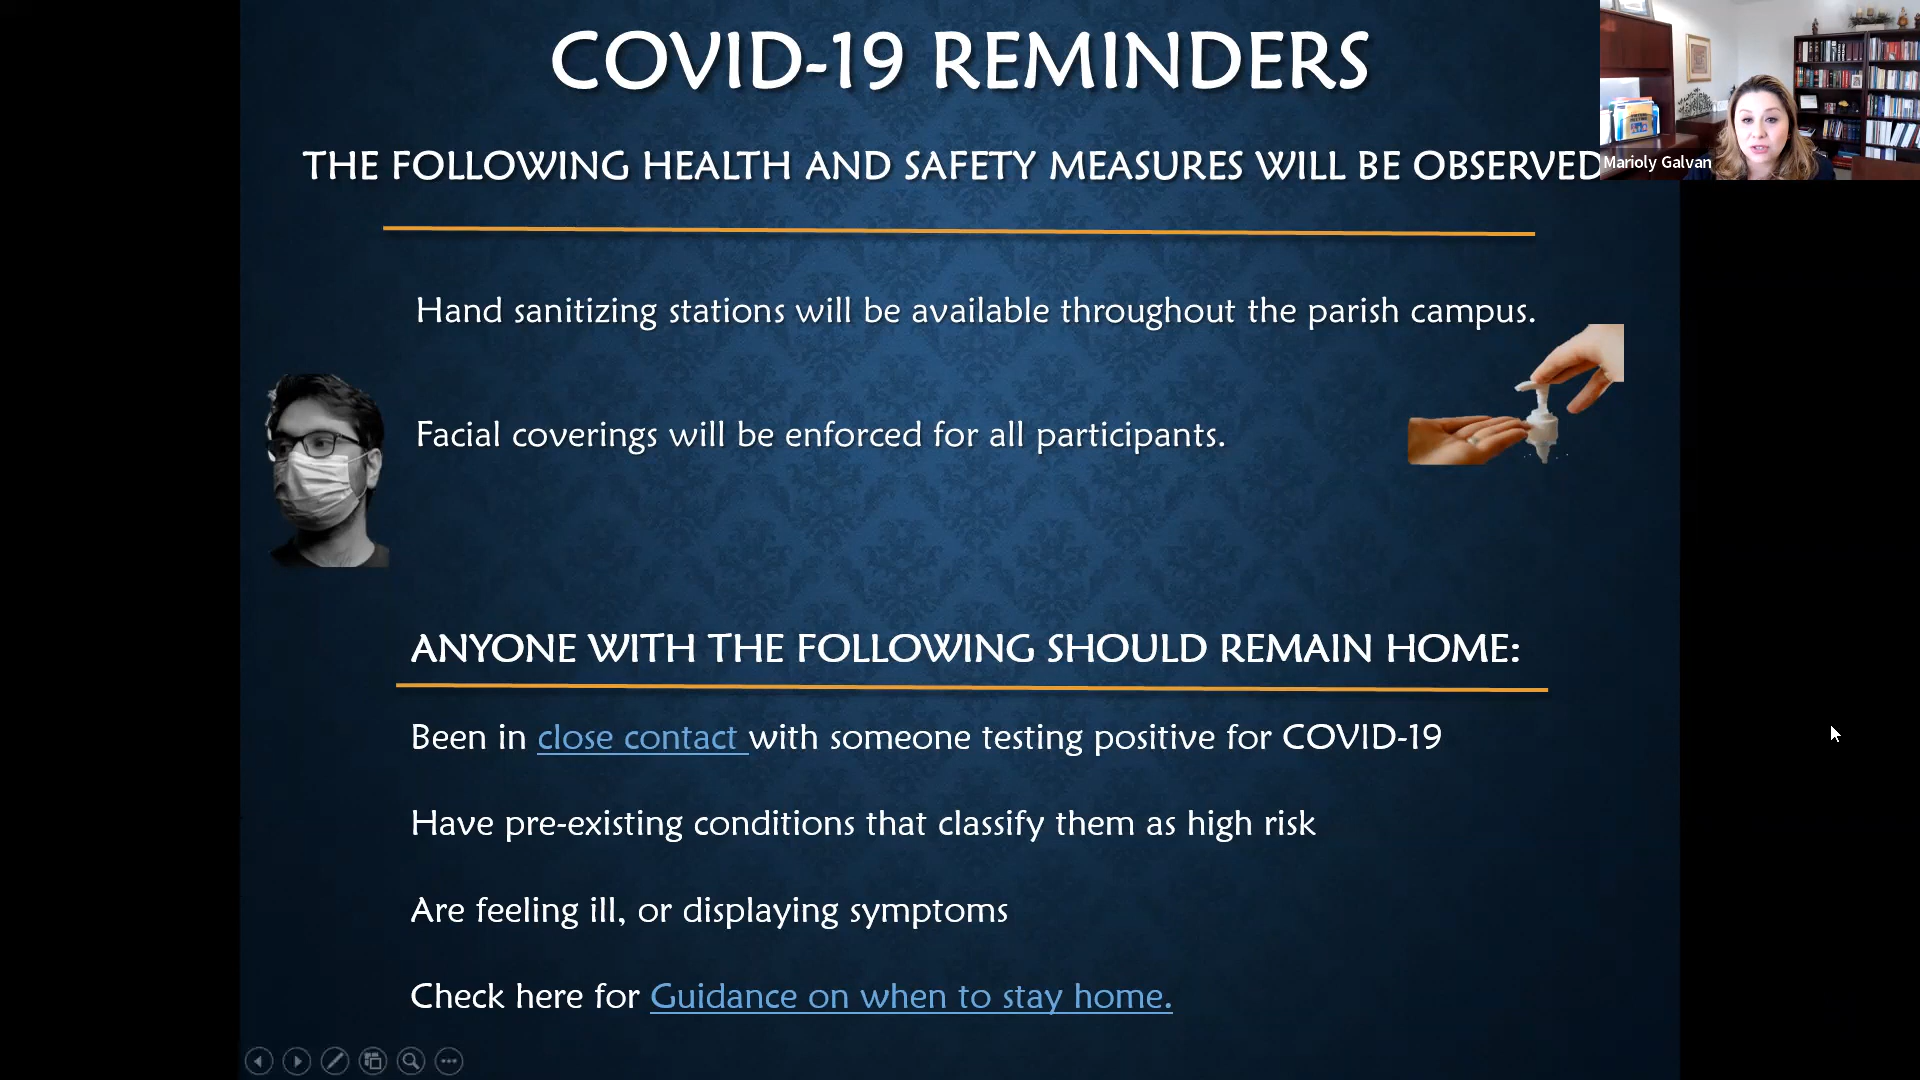 COVID-19 REMINDERS
THE FOLLOWING HEALTH AND SAFETY MEASURES WILL BE OBSERVED
Marioly Galvan
Hand sanitizing stations will be available throughout the parish campus.
Facial coverings will be enforced for all participants.
ANYONE WITH THE FOLLOWING SHOULD REMAIN HOME:
Been in close contact with someone testing positive for COVID-19
Have pre-existing conditions that classify them as high risk
Are feeling ill, or displaying symptoms
Check here for Guidance on when to stay home.